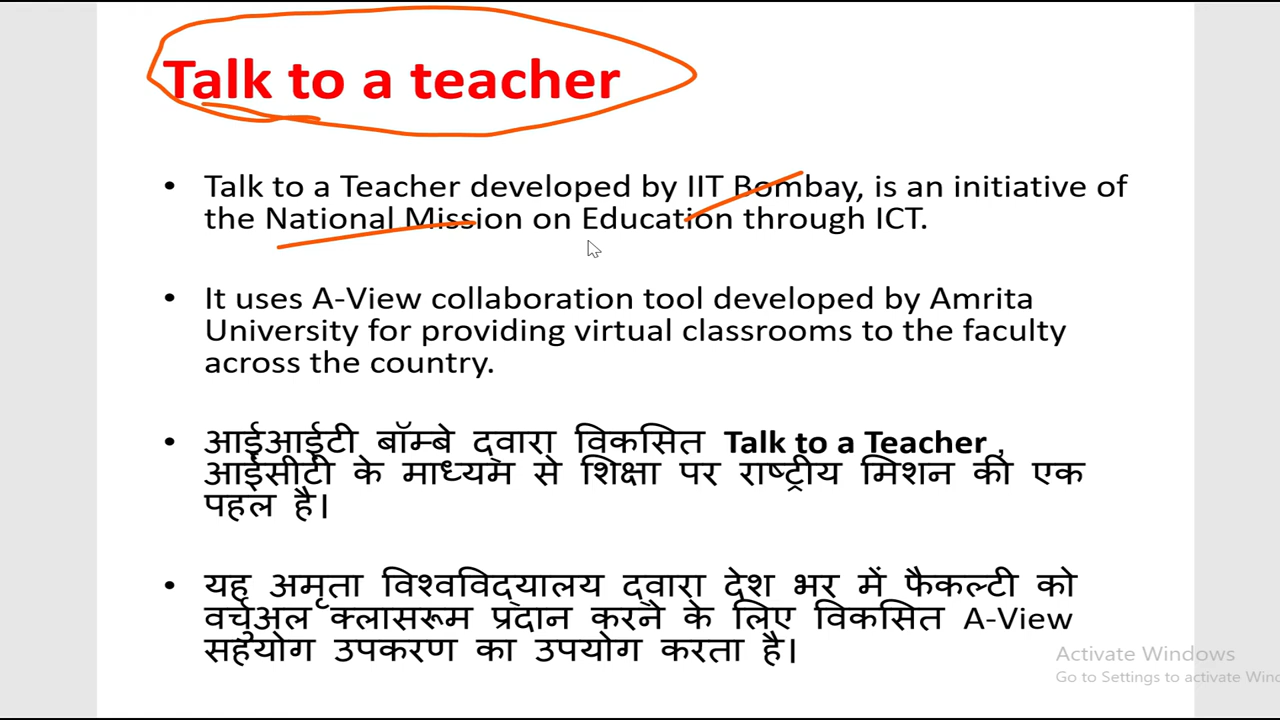 Talk to a teacher
• Talk to a Teacher developed by IIT Bombay, is an initiative of
the National Mission on Education through ICT.
• It uses A-View collaboration tool developed by Amrita
University for providing virtual classrooms to the faculty
across the country.
• आईआईटी बॉम्बे द्वारा विकसित Talk to a Teacher ,
आईसीटी के माध्यम से शिक्षा पर राष्ट्रीय मिशन की एक
पहल है।
• यह अमृता विश्वविद्यालय द्वारा देश भर में फैकल्टी को
वर्चुअल क्लासरूम प्रदान करने के लिए विकसित A-View
सहयोग उपकरण का उपयोग करता है।
Activate Windows
Go to Settings to activate Wind